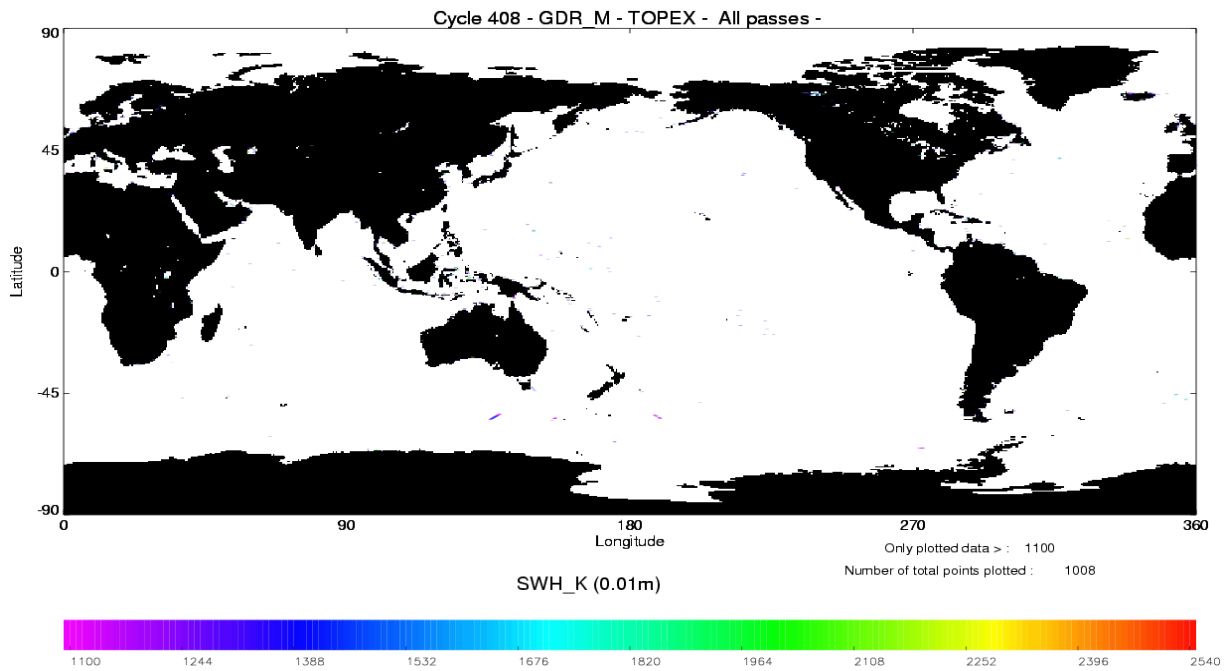 Cycle 408 - GDR_M - TOPEX - All passes -
90
45
0
-45
-90
Latitude
0 90 180 270 360
Longitude
Only plotted data > : 1100
Number of total points plotted : 1008
SWH_K (0.01m)
1100 1244 1388 1532 1676 1820 1964 2108 2252 2396 2540